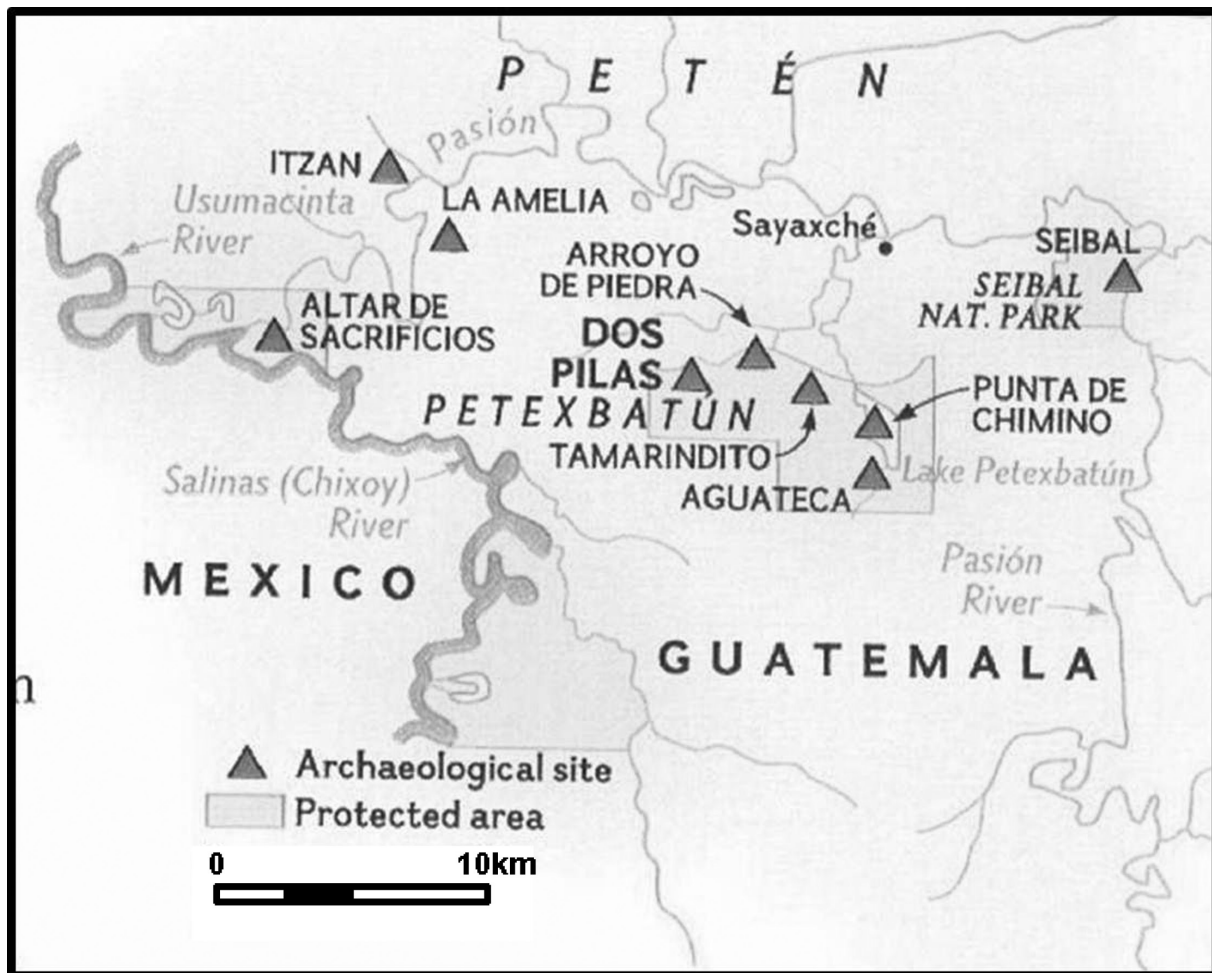 PETÉN
Pasión
ITZAN
Usumacinta
River
LA AMELIA
Sayaxché
SEIBAL
SEIBAL
NAT. PARK
ARROYO
DE PIEDRA
ALTAR DE
SACRIFICIOS
DOS
PILAS
PETEXBATÚN
PUNTA DE
CHIMINO
TAMARINDITO
AGUATECA
Lake Petexbatún
Salinas (Chixoy)
River
MEXICO
Pasión
River
GUATEMALA
n
Archaeological site
Protected area
0 10km